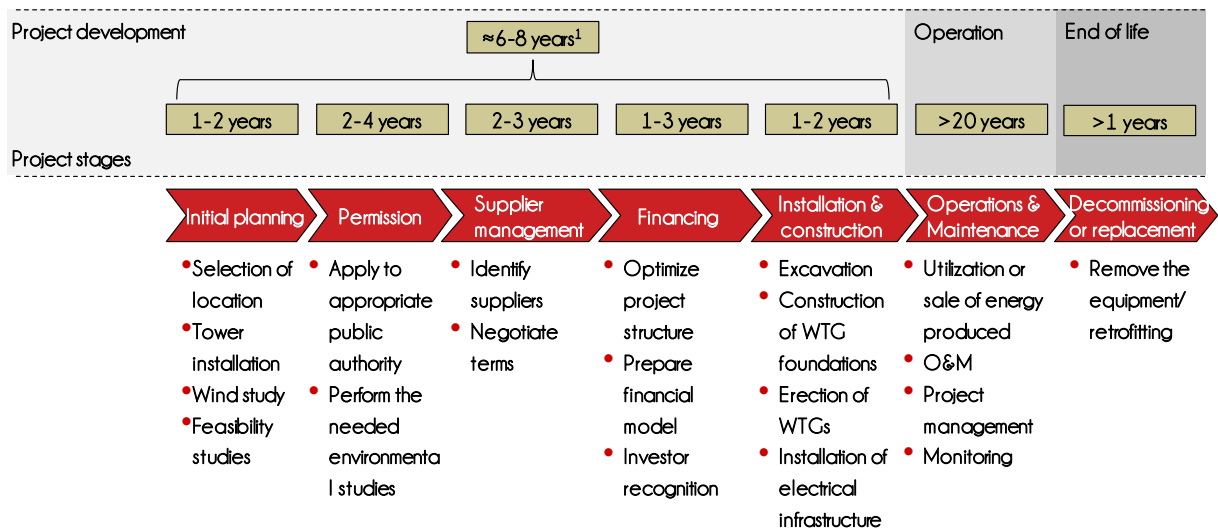 Project development
≈6-8 years1
Operation
End of life
1-2 years
2-4 years
2-3 years
1-3 years
1-2 years
>20 years
>1 years
Project stages
Initial planning
Permission
Supplier
management
Financing
Installation &
construction
Operations &
Maintenance
Decommissioning
or replacement
•Selection of
location
•Tower
installation
•Wind study
•Feasibility
studies
• Apply to
appropriate
public
authority
• Perform the
needed
environmenta
l studies
• Identify
suppliers
• Negotiate
terms
• Optimize
project
structure
• Prepare
financial
model
• Investor
recognition
• Excavation
• Construction
of WTG
foundations
• Erection of
WTGs
• Installation of
electrical
infrastructure
• Utilization or
sale of energy
produced
• O&M
• Project
management
• Monitoring
• Remove the
equipment/
retrofitting